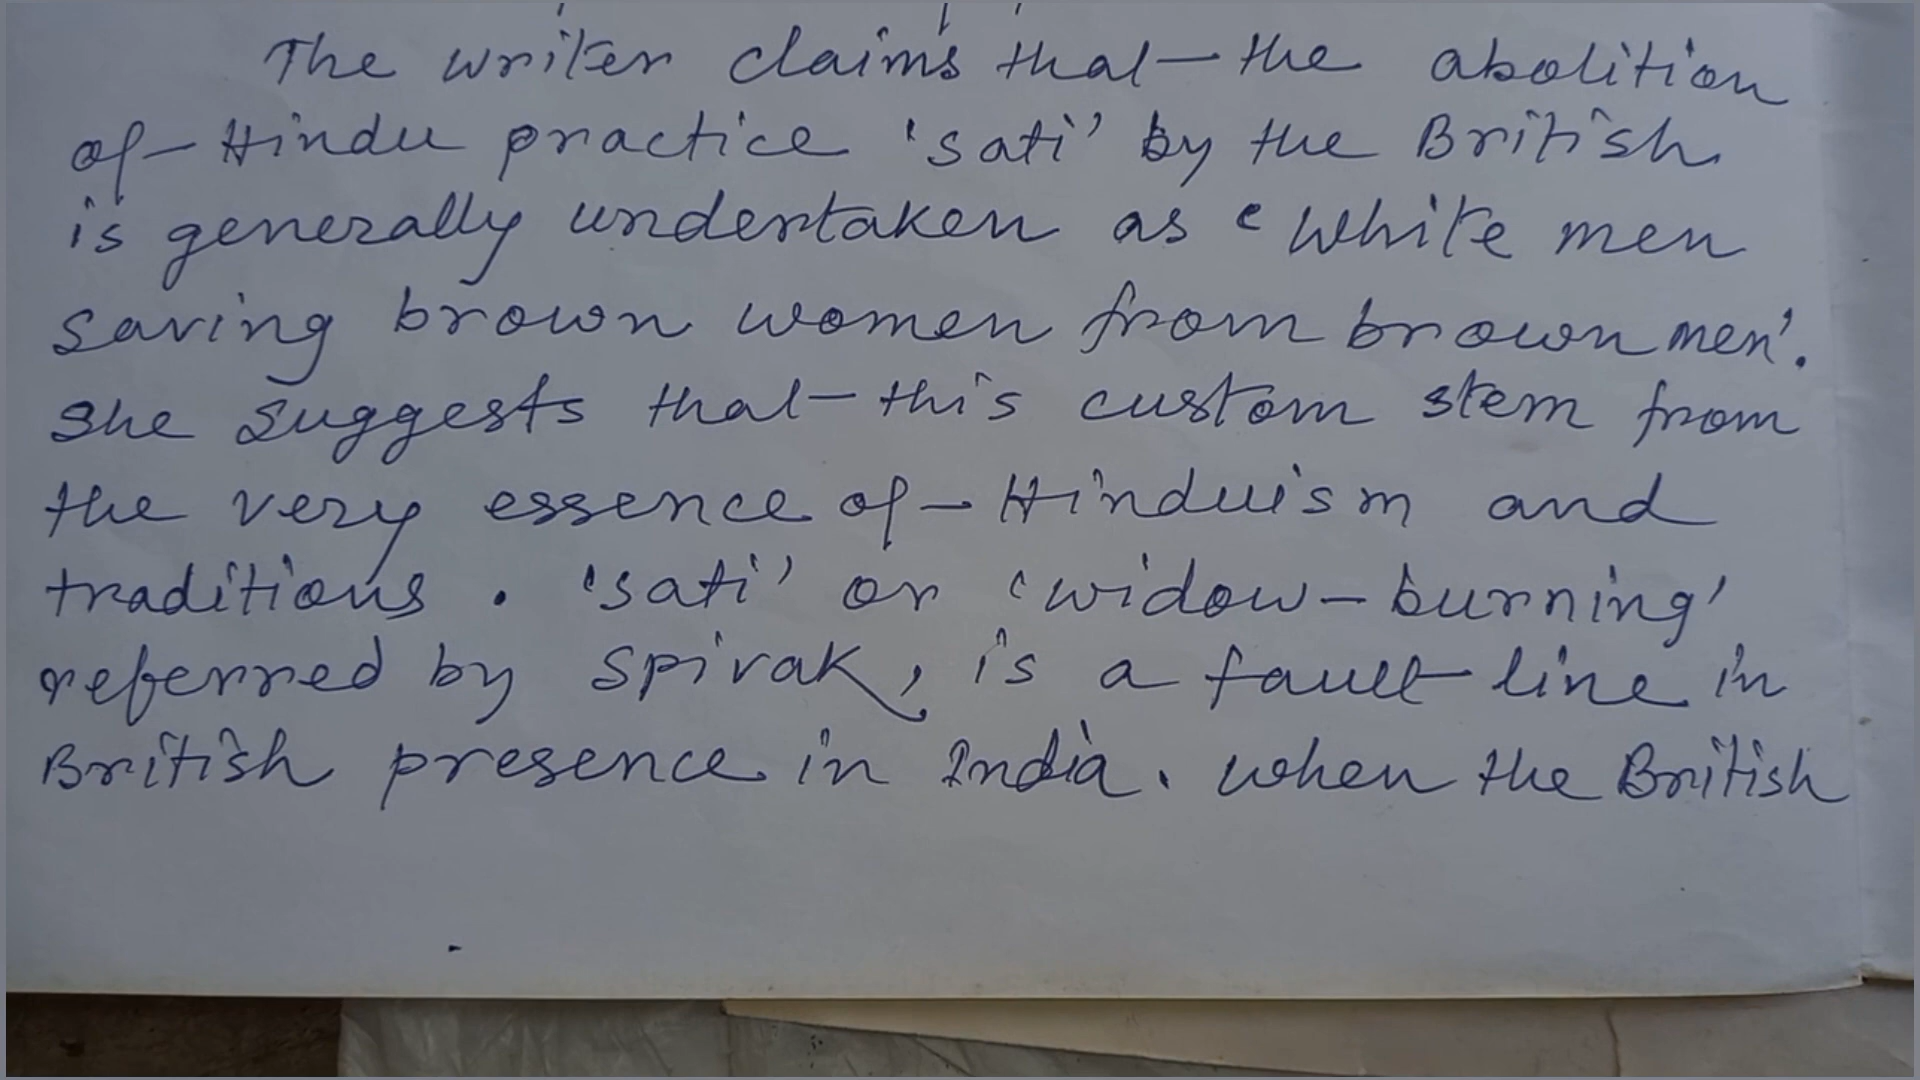 The writer claims that the abolition
of Hindu practice 'sati' by the British
is generally undertaken as 'White men
saving brown women from brown men'.
She suggests that this custom stem from
the very essence of Hinduism and
traditions. 'sati' or 'widow-burning'
referred by Spivak, is a fault line in
British presence in India. When the British